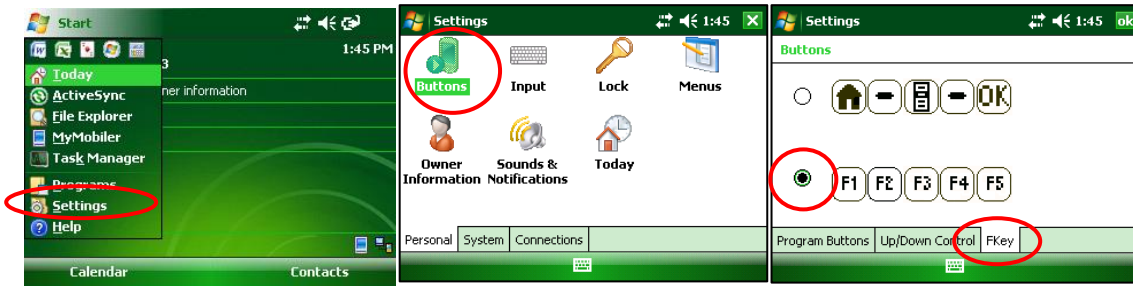 Start
1:45 PM
3
Today
ner information
ActiveSync
File Explorer
MyMobiler
Task Manager
Programs
Settings
Help
Calendar Contacts
Settings 1:45
Buttons Input Lock Menus
Owner Information
Sounds & Notifications
Today
Personal System Connections
Settings 1:45 ok
Buttons
OK
F1 F2 F3 F4 F5
Program Buttons Up/Down Control FKey